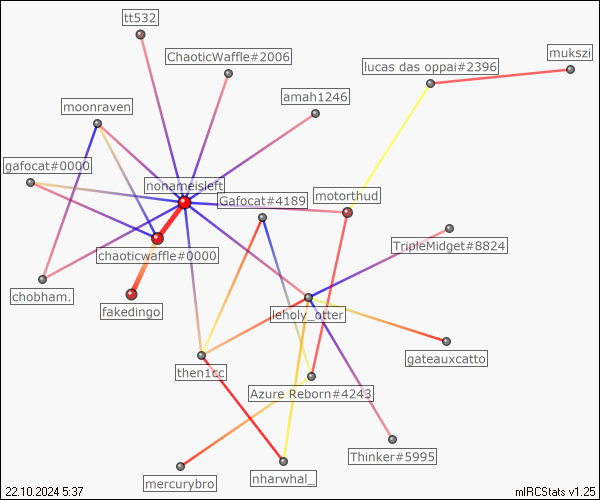 tt532
ChaoticWaffle#2006
mukszi
lucas das oppai#2396
amah1246
moonraven
gafocat#0000
nonameisleft
Gafocat#4189
motorthud
TripleMidget#8824
chaoticwaffle#0000
chobham.
fakedingo
leholy_otter
gateauxcatto
then1cc
Azure Reborn#4243
Thinker#5995
nharwhal_
mercurybro
22.10.2024 5:37
mIRCStats v1.25